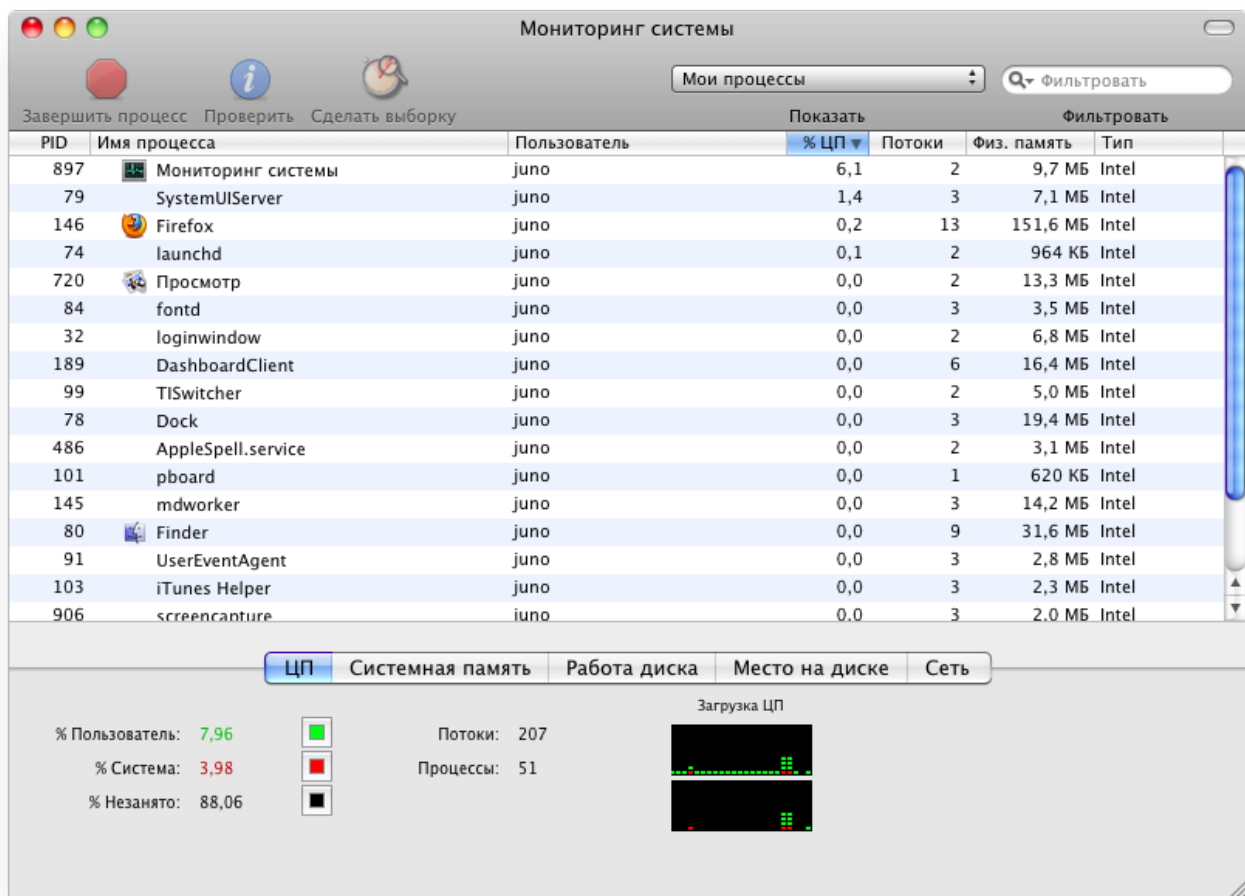 Мониторинг системы
Мои процессы
Фильтровать
Завершить процесс Проверить Сделать выборку Показать Фильтровать
PID Имя процесса Пользователь % ЦП Потоки Физ. память Тип
897 Мониторинг системы juno 6,1 2 9,7 МБ Intel
79 SystemUIServer juno 1,4 3 7,1 МБ Intel
146 Firefox juno 0,2 13 151,6 МБ Intel
74 launchd juno 0,1 2 964 КБ Intel
720 Просмотр juno 0,0 2 13,3 МБ Intel
84 fontd juno 0,0 3 3,5 МБ Intel
32 loginwindow juno 0,0 2 6,8 МБ Intel
189 DashboardClient juno 0,0 6 16,4 МБ Intel
99 TISwitcher juno 0,0 2 5,0 МБ Intel
78 Dock juno 0,0 3 19,4 МБ Intel
486 AppleSpell.service juno 0,0 2 3,1 МБ Intel
101 pboard juno 0,0 1 620 КБ Intel
145 mdworker juno 0,0 3 14,2 МБ Intel
80 Finder juno 0,0 9 31,6 МБ Intel
91 UserEventAgent juno 0,0 3 2,8 МБ Intel
103 iTunes Helper juno 0,0 3 2,3 МБ Intel
906 screencapture juno 0,0 3 2,0 МБ Intel
ЦП Системная память Работа диска Место на диске Сеть
Загрузка ЦП
% Пользователь: 7,96 Потоки: 207
% Система: 3,98 Процессы: 51
% Незанято: 88,06